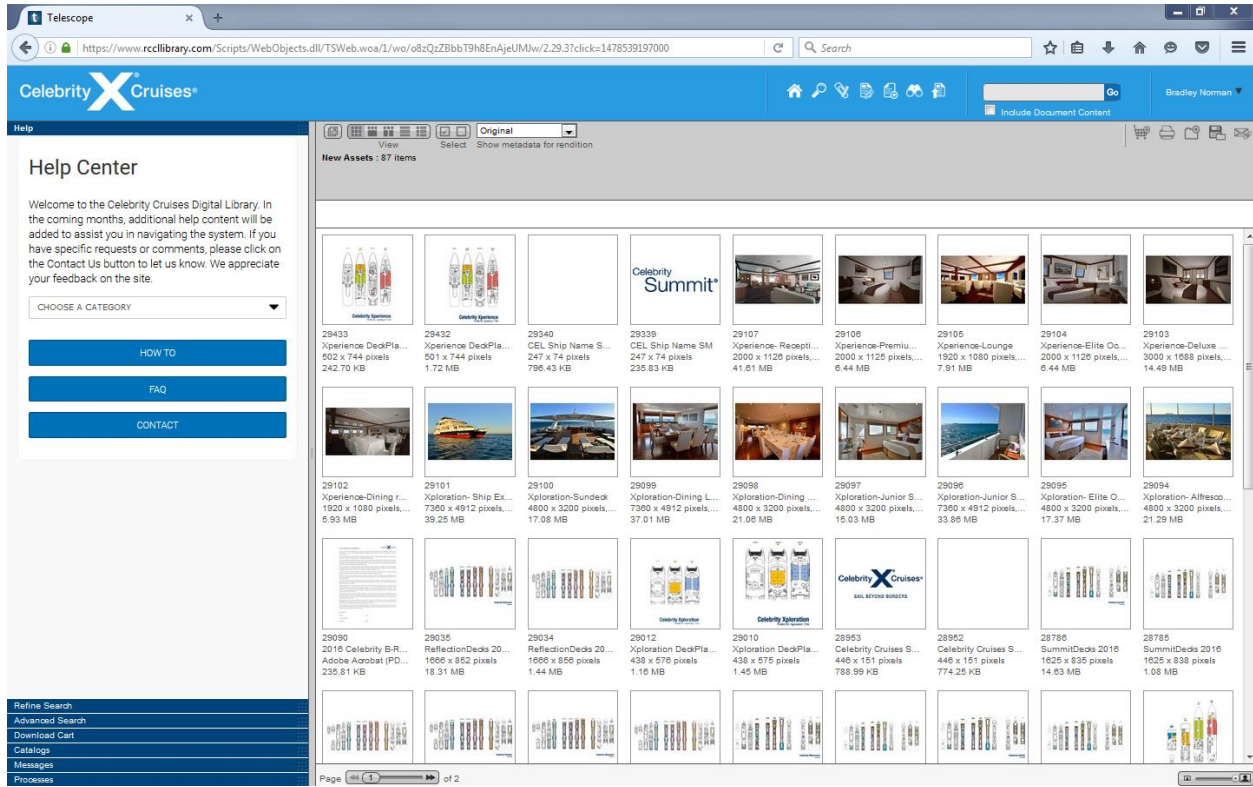 Telescope
https://www.rccllibrary.com/Scripts/WebObjects.dll/TSWeb.woa/1/wo/o8zQzZBbbT9h8EnAjeUMJw/2.29.3?click=1478539197000
Search
Celebrity X Cruises®
Go
Include Document Content
Bradley Norman
Help
Help Center
Welcome to the Celebrity Cruises Digital Library. In
the coming months, additional help content will be
added to assist you in navigating the system. If you
have specific requests or comments, please click on
the Contact Us button to let us know. We appreciate
your feedback on the site.
CHOOSE A CATEGORY
HOW TO
FAQ
CONTACT
Refine Search
Advanced Search
Download Cart
Catalogs
Messages
Processes
Original
View Select Show metadata for rendition
New Assets : 87 items
Celebrity Xperience
Celebrity Xperience
Celebrity
Summit®
29433 29432 29340 29339 29107 29106 29105 29104 29103
Xperience DeckPla... Xperience DeckPla... CEL Ship Name S... CEL Ship Name SM Xperience- Recepti... Xperience-Premiu... Xperience-Lounge Xperience-Elite Oc... Xperience-Deluxe ...
502 x 744 pixels 501 x 744 pixels 247 x 74 pixels 247 x 74 pixels 2000 x 1126 pixels,... 2000 x 1125 pixels,... 1920 x 1080 pixels,... 2000 x 1126 pixels,... 3000 x 1688 pixels,...
242.70 KB 1.72 MB 796.43 KB 235.83 KB 41.61 MB 6.44 MB 7.91 MB 6.44 MB 14.49 MB
29102 29101 29100 29099 29098 29097 29096 29095 29094
Xperience-Dining r... Xploration- Ship Ex... Xploration-Sundeck Xploration-Dining L... Xploration-Dining ... Xploration-Junior S... Xploration-Junior S... Xploration- Elite O... Xploration- Alfresco...
1920 x 1080 pixels,... 7360 x 4912 pixels,... 4800 x 3200 pixels,... 7360 x 4912 pixels,... 4800 x 3200 pixels,... 4800 x 3200 pixels,... 7360 x 4912 pixels,... 4800 x 3200 pixels,... 4800 x 3200 pixels,...
5.93 MB 39.25 MB 17.08 MB 37.01 MB 21.06 MB 15.03 MB 33.86 MB 17.37 MB 21.29 MB
Celebrity Xploration
Celebrity Xploration
Celebrity X Cruises®
SAIL BEYOND BORDERS
29090 29035 29034 29012 29010 28953 28952 28786 28785
2016 Celebrity B-R... ReflectionDecks 20... ReflectionDecks 20... Xploration DeckPla... Xploration DeckPla... Celebrity Cruises S... Celebrity Cruises S... SummitDecks 2016 SummitDecks 2016
Adobe Acrobat (PD... 1666 x 852 pixels 1666 x 856 pixels 438 x 576 pixels 438 x 575 pixels 446 x 151 pixels 446 x 151 pixels 1625 x 835 pixels 1625 x 838 pixels
235.81 KB 18.31 MB 1.44 MB 1.16 MB 1.45 MB 788.99 KB 774.25 KB 14.63 MB 1.08 MB
Page 1 of 2